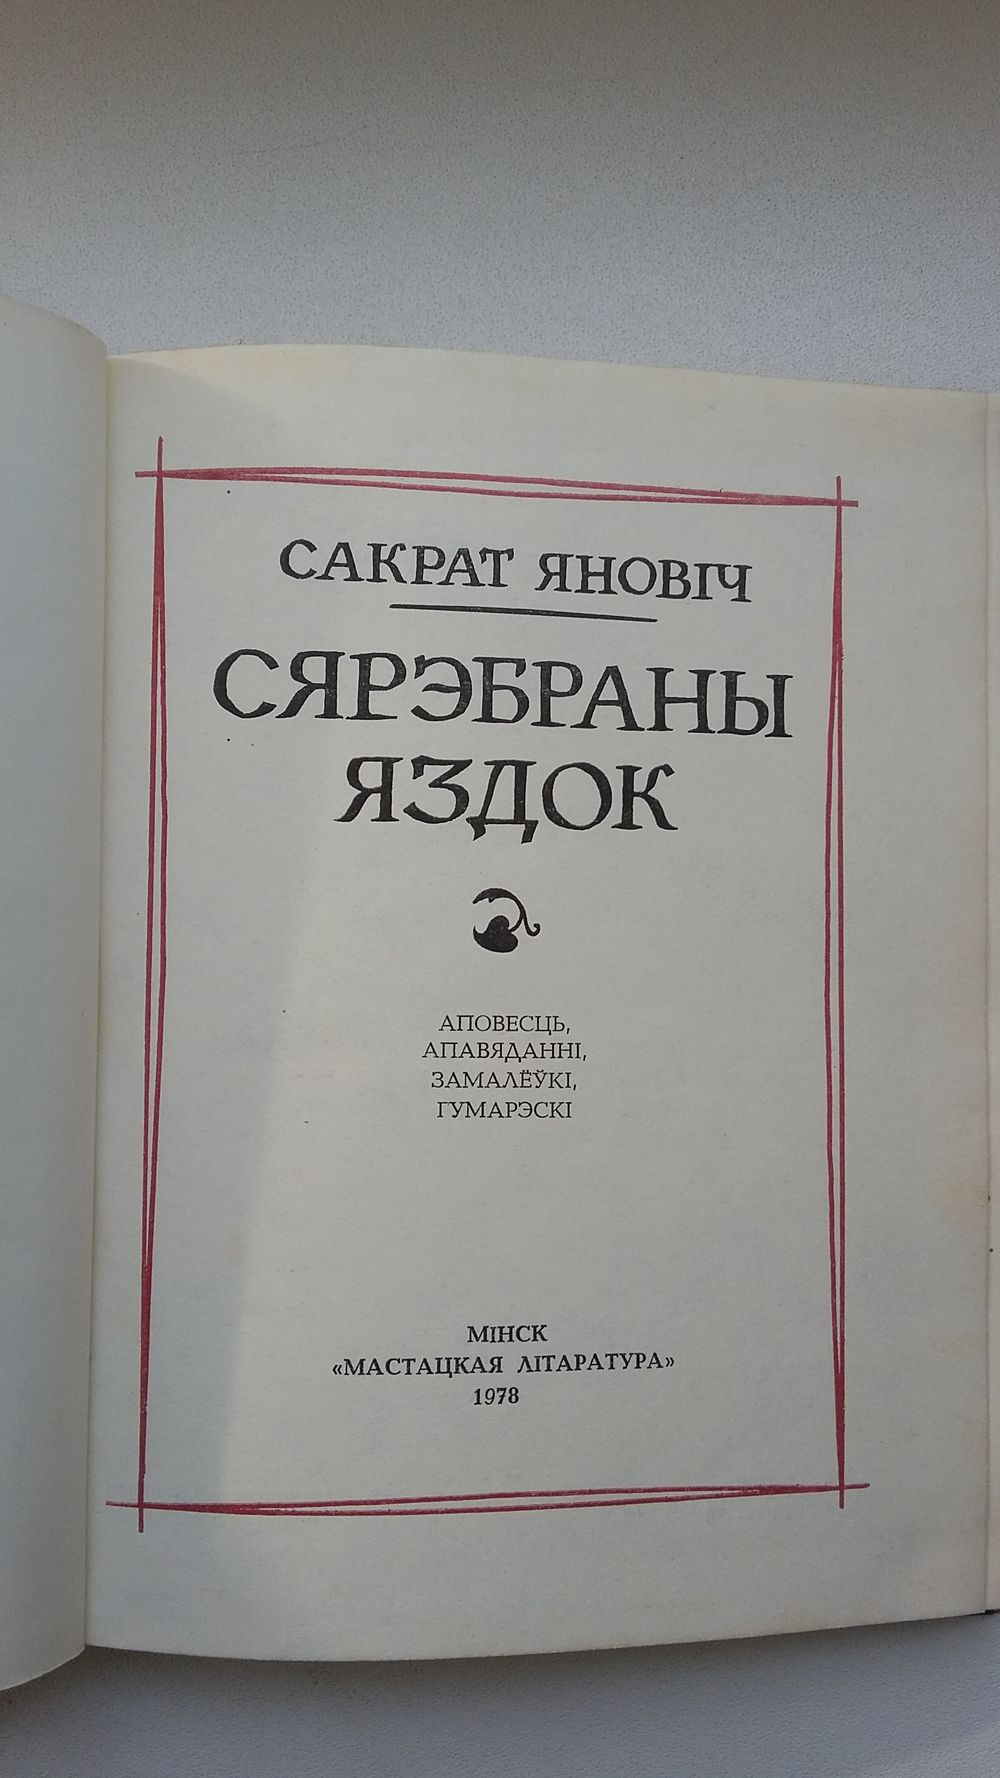 САКРАТ ЯНОВІЧ
СЯРЭБРАНЫ
ЯЗДОК
АПОВЕСЦЬ,
АПАВЯДАННІ,
ЗАМАЛЁЎКІ,
ГУМАРЭСКІ
МІНСК
«МАСТАЦКАЯ ЛІТАРАТУРА»
1978